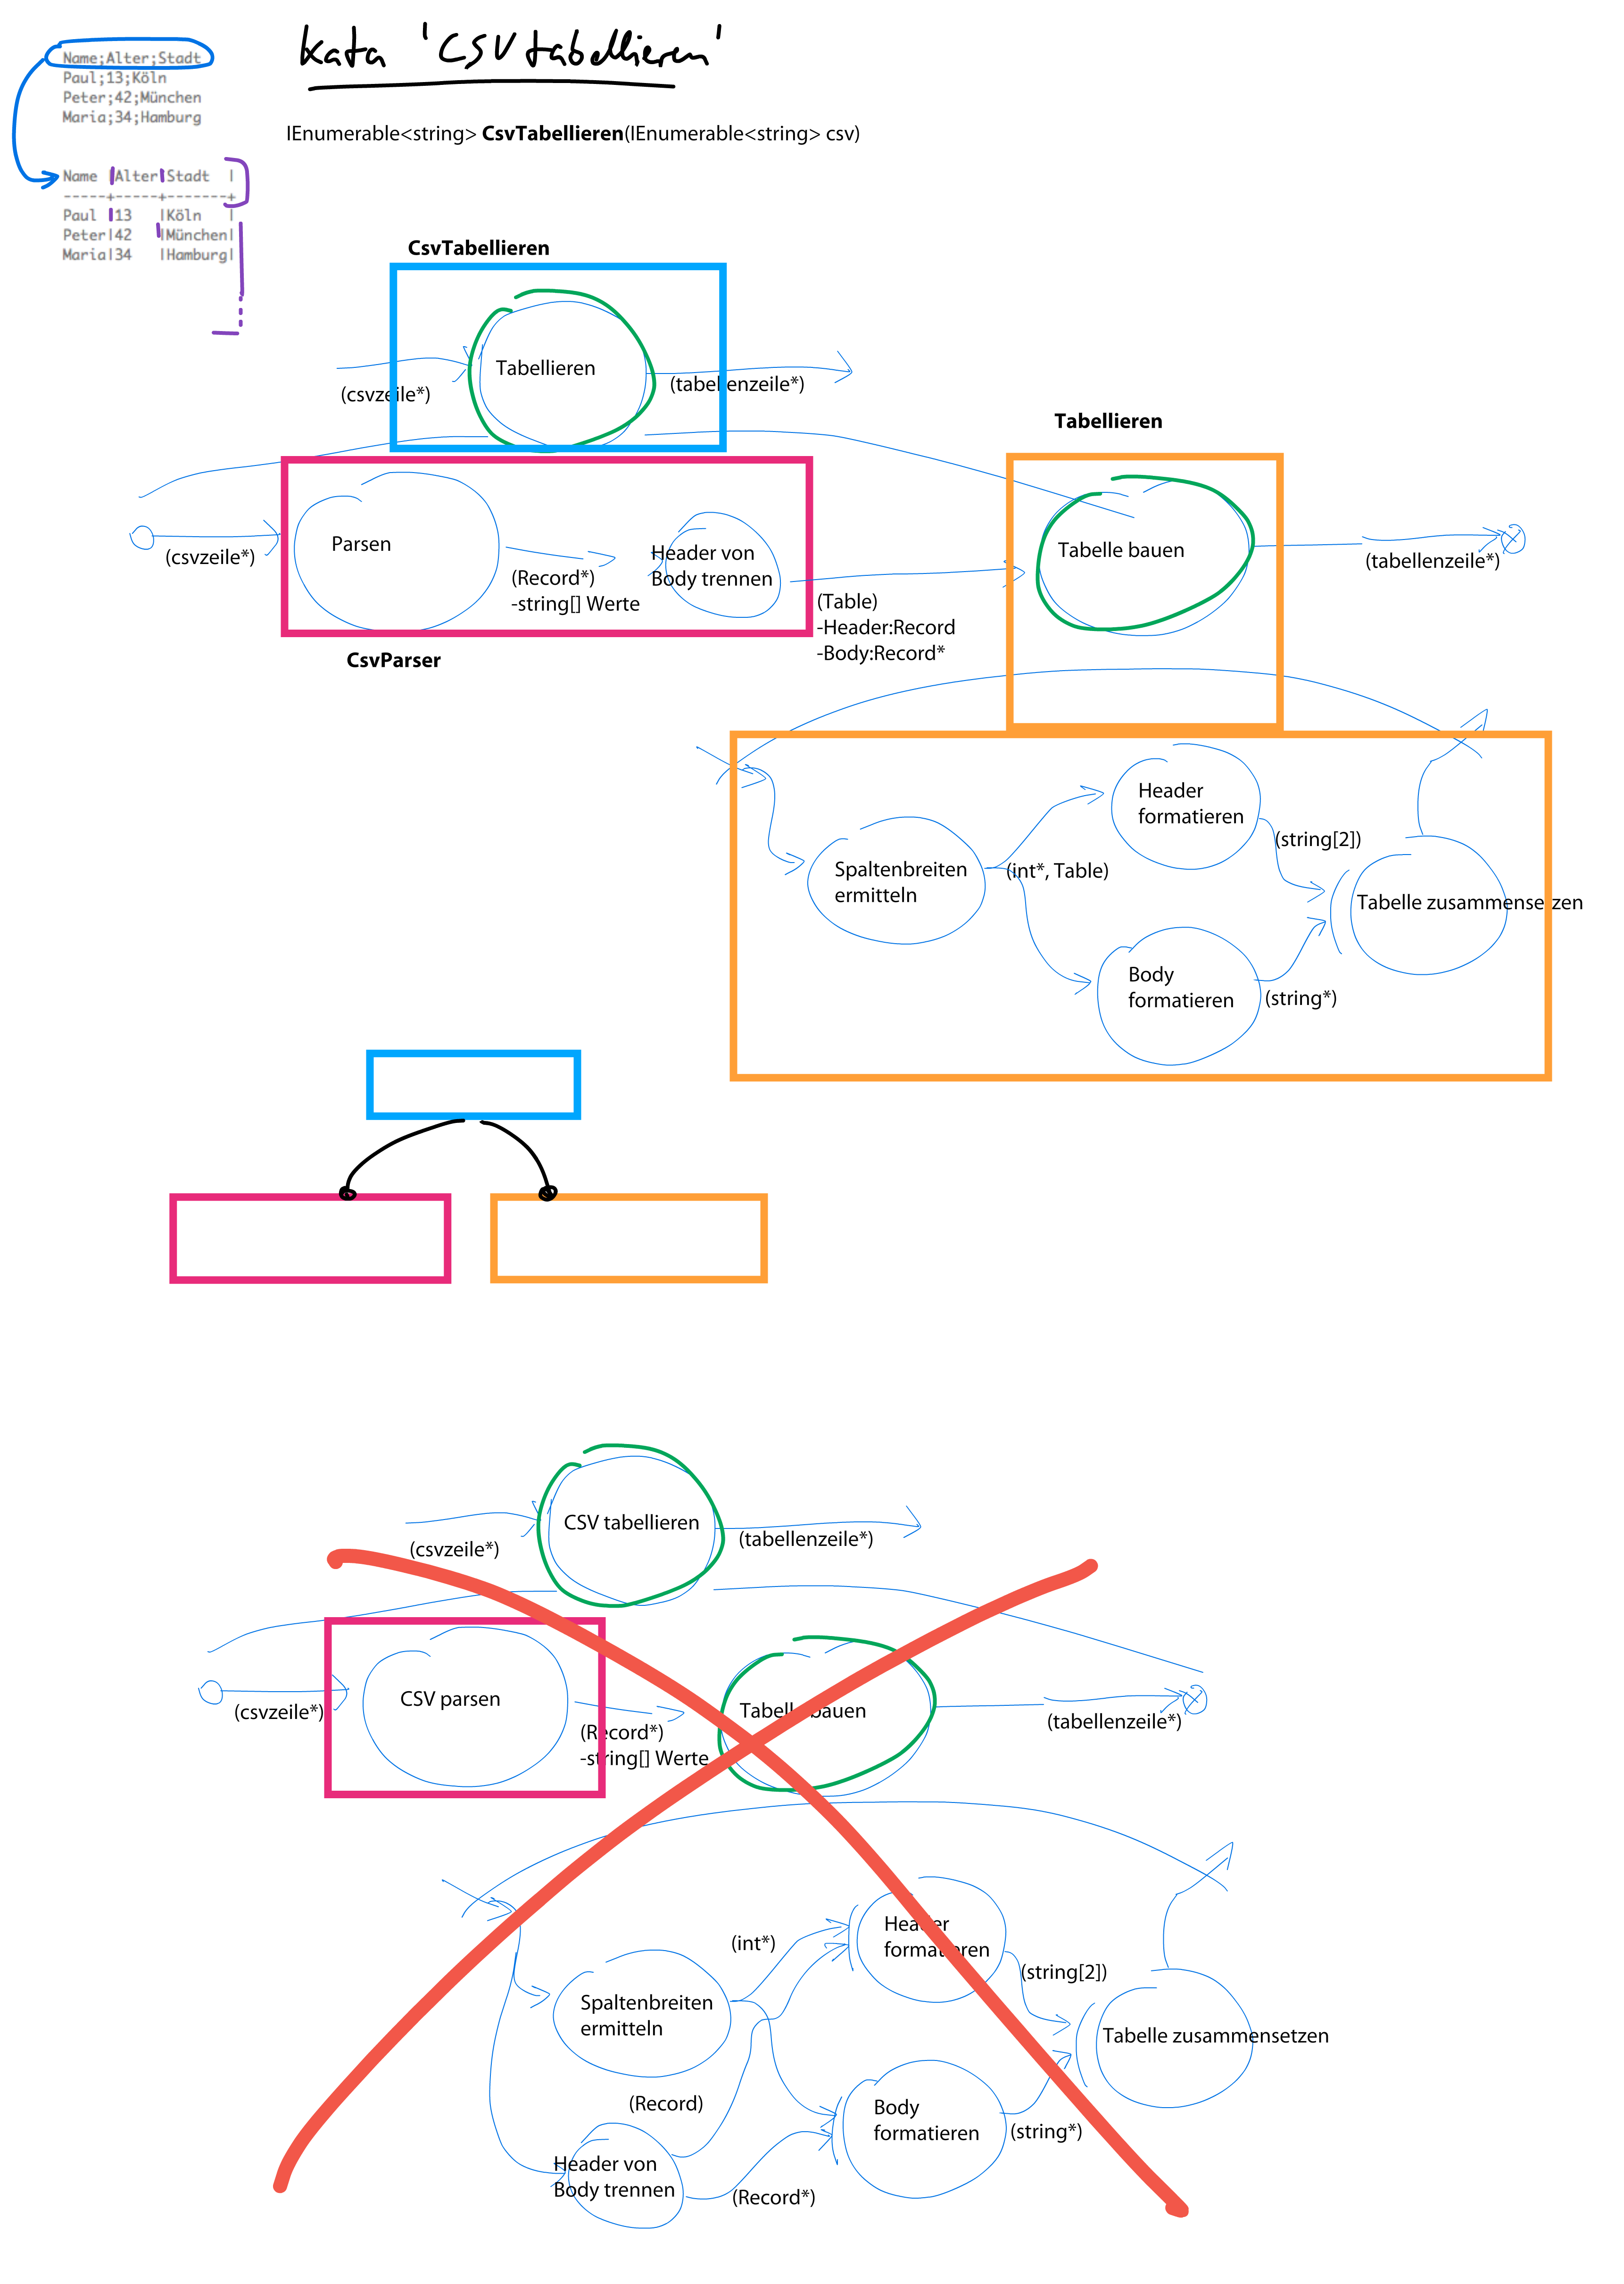 kata 'CSV tabellieren'
Name;Alter;Stadt
Paul;13;Köln
Peter;42;München
Maria;34;Hamburg
IEnumerable<string> CsvTabellieren(IEnumerable<string> csv)
Name |Alter|Stadt  |
-----+-----+-------+
Paul |13   |Köln   |
Peter|42   |München|
Maria|34   |Hamburg|
CsvTabellieren
Tabellieren
(csvzeile*)
(tabellenzeile*)
Tabellieren
Parsen
(csvzeile*)
(Record*)
-string[] Werte
Header von
Body trennen
(Table)
-Header:Record
-Body:Record*
Tabelle bauen
(tabellenzeile*)
CsvParser
Header
formatieren
(string[2])
Spaltenbreiten
ermitteln
(int*, Table)
Tabelle zusammensetzen
Body
formatieren
(string*)
CSV tabellieren
(csvzeile*)
(tabellenzeile*)
CSV parsen
(csvzeile*)
(Record*)
-string[] Werte
Tabelle bauen
(tabellenzeile*)
(int*)
Header
formatieren
(string[2])
Spaltenbreiten
ermitteln
Tabelle zusammensetzen
(Record)
Body
formatieren
(string*)
Header von
Body trennen
(Record*)